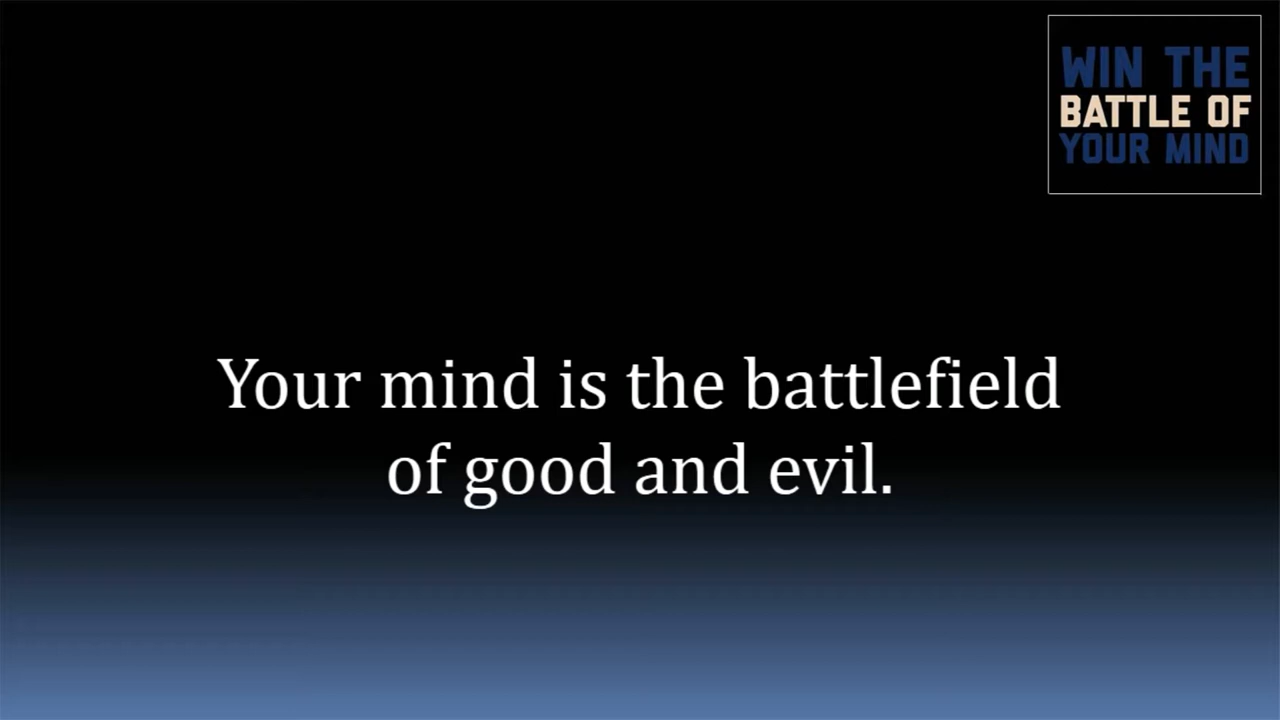 WIN THE
BATTLE OF
YOUR MIND
Your mind is the battlefield
of good and evil.